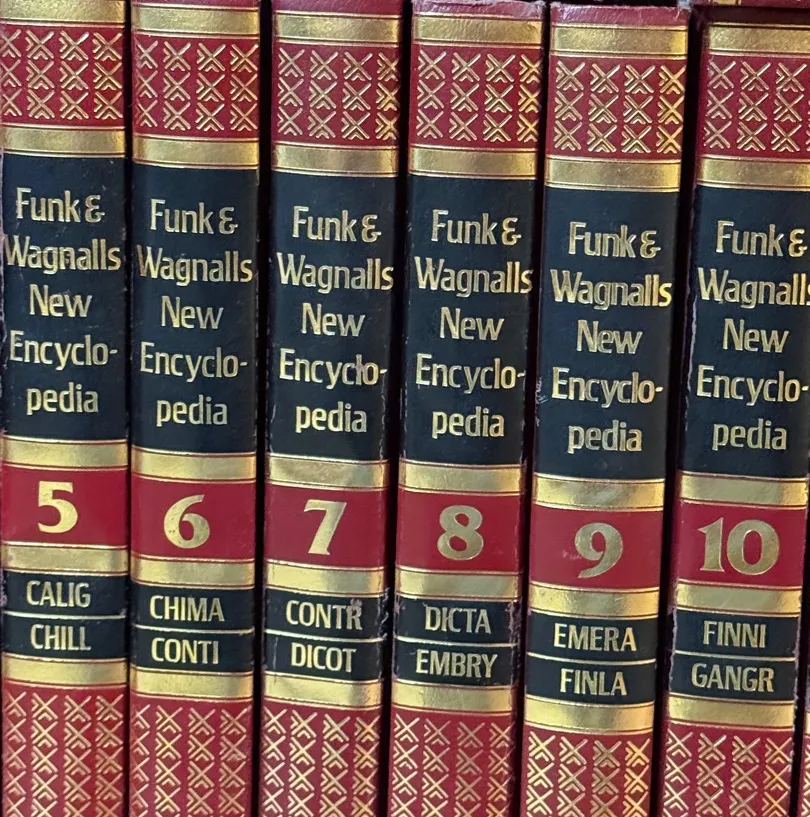 Funk &
Wagnalls
New
Encyclo-
pedia
5
CALIG
CHILL
Funk &
Wagnalls
New
Encyclo-
pedia
6
CHIMA
CONTI
Funk &
Wagnalls
New
Encyclo-
pedia
7
CONTR
DICOT
Funk &
Wagnalls
New
Encyclo-
pedia
8
DICTA
EMBRY
Funk &
Wagnalls
New
Encyclo-
pedia
9
EMERA
FINLA
Funk &
Wagnalls
New
Encyclo-
pedia
10
FINNI
GANGR